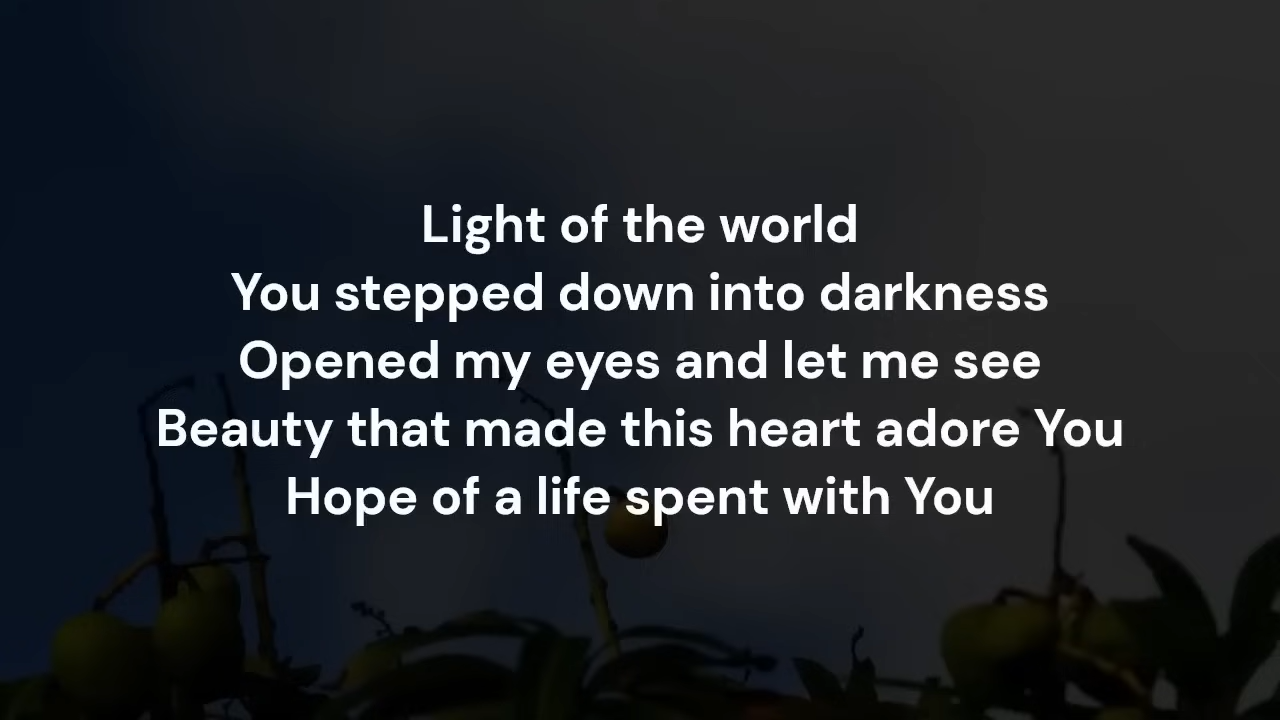 Light of the world
You stepped down into darkness
Opened my eyes and let me see
Beauty that made this heart adore You
Hope of a life spent with You